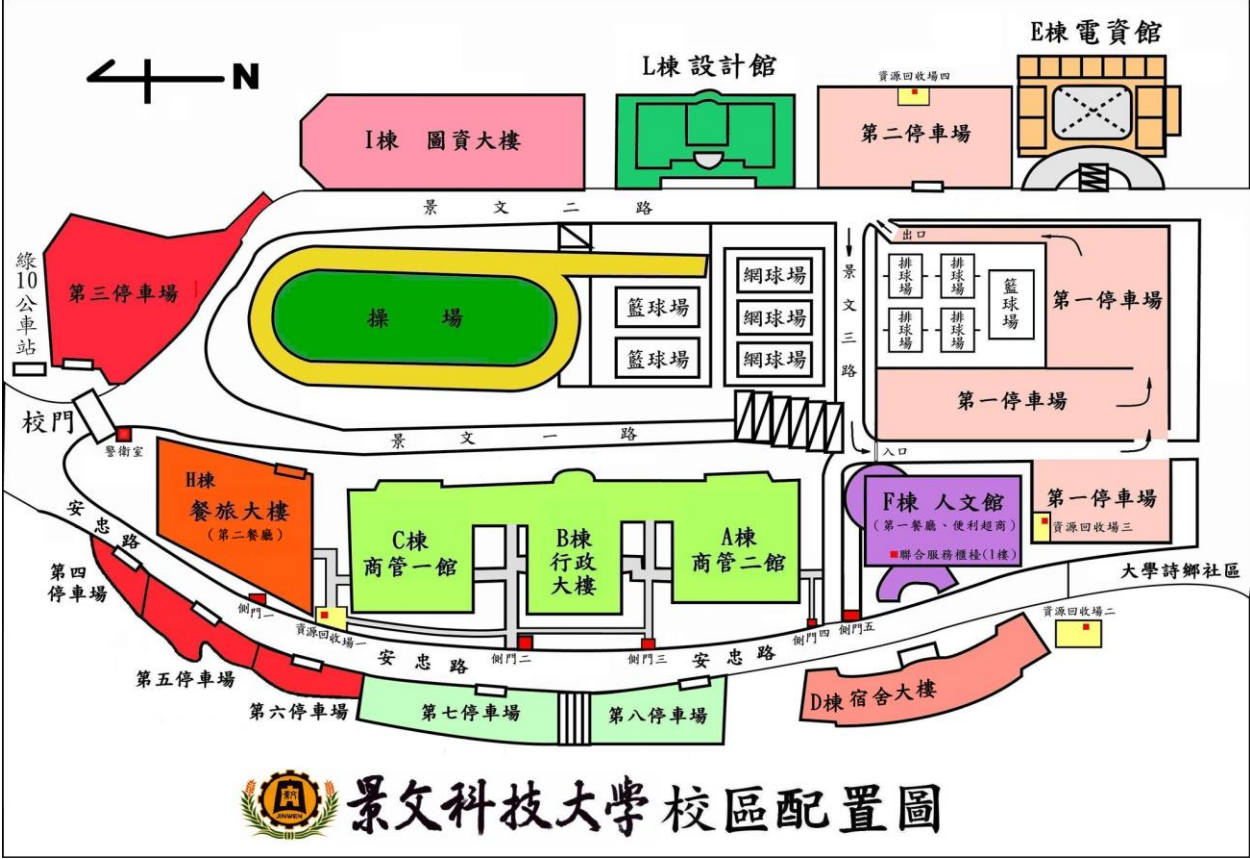 E棟電資館
L棟設計館
資源回收場四
N
I棟 圖資大樓
第二停車場
景文二路
出口
綠10公車站
第三停車場
操場
籃球場
籃球場
網球場
網球場
網球場
景文三路
排球場
排球場
排球場
排球場
籃球場
第一停車場
第一停車場
校門
警衛室
景文一路
入口
H棟
餐旅大樓
(第二餐廳)
C棟
商管一館
B棟
行政
大樓
A棟
商管二館
F棟 人文館
(第一餐廳、便利超商)
聯合服務櫃檯(1樓)
第一停車場
資源回收場三
安忠路
第四
停車場
側門一
資源回收場一
安忠路
側門二
側門三
安忠路
側門四
側門五
大學詩鄉社區
資源回收場二
第五停車場
第六停車場
第七停車場
第八停車場
D棟宿舍大樓
景文
JINWEN
景文科技大學校區配置圖